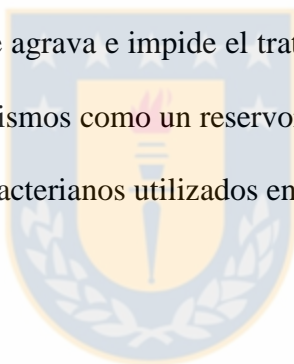 e agrava e impide el trat
ismos como un reservo
acterianos utilizados en